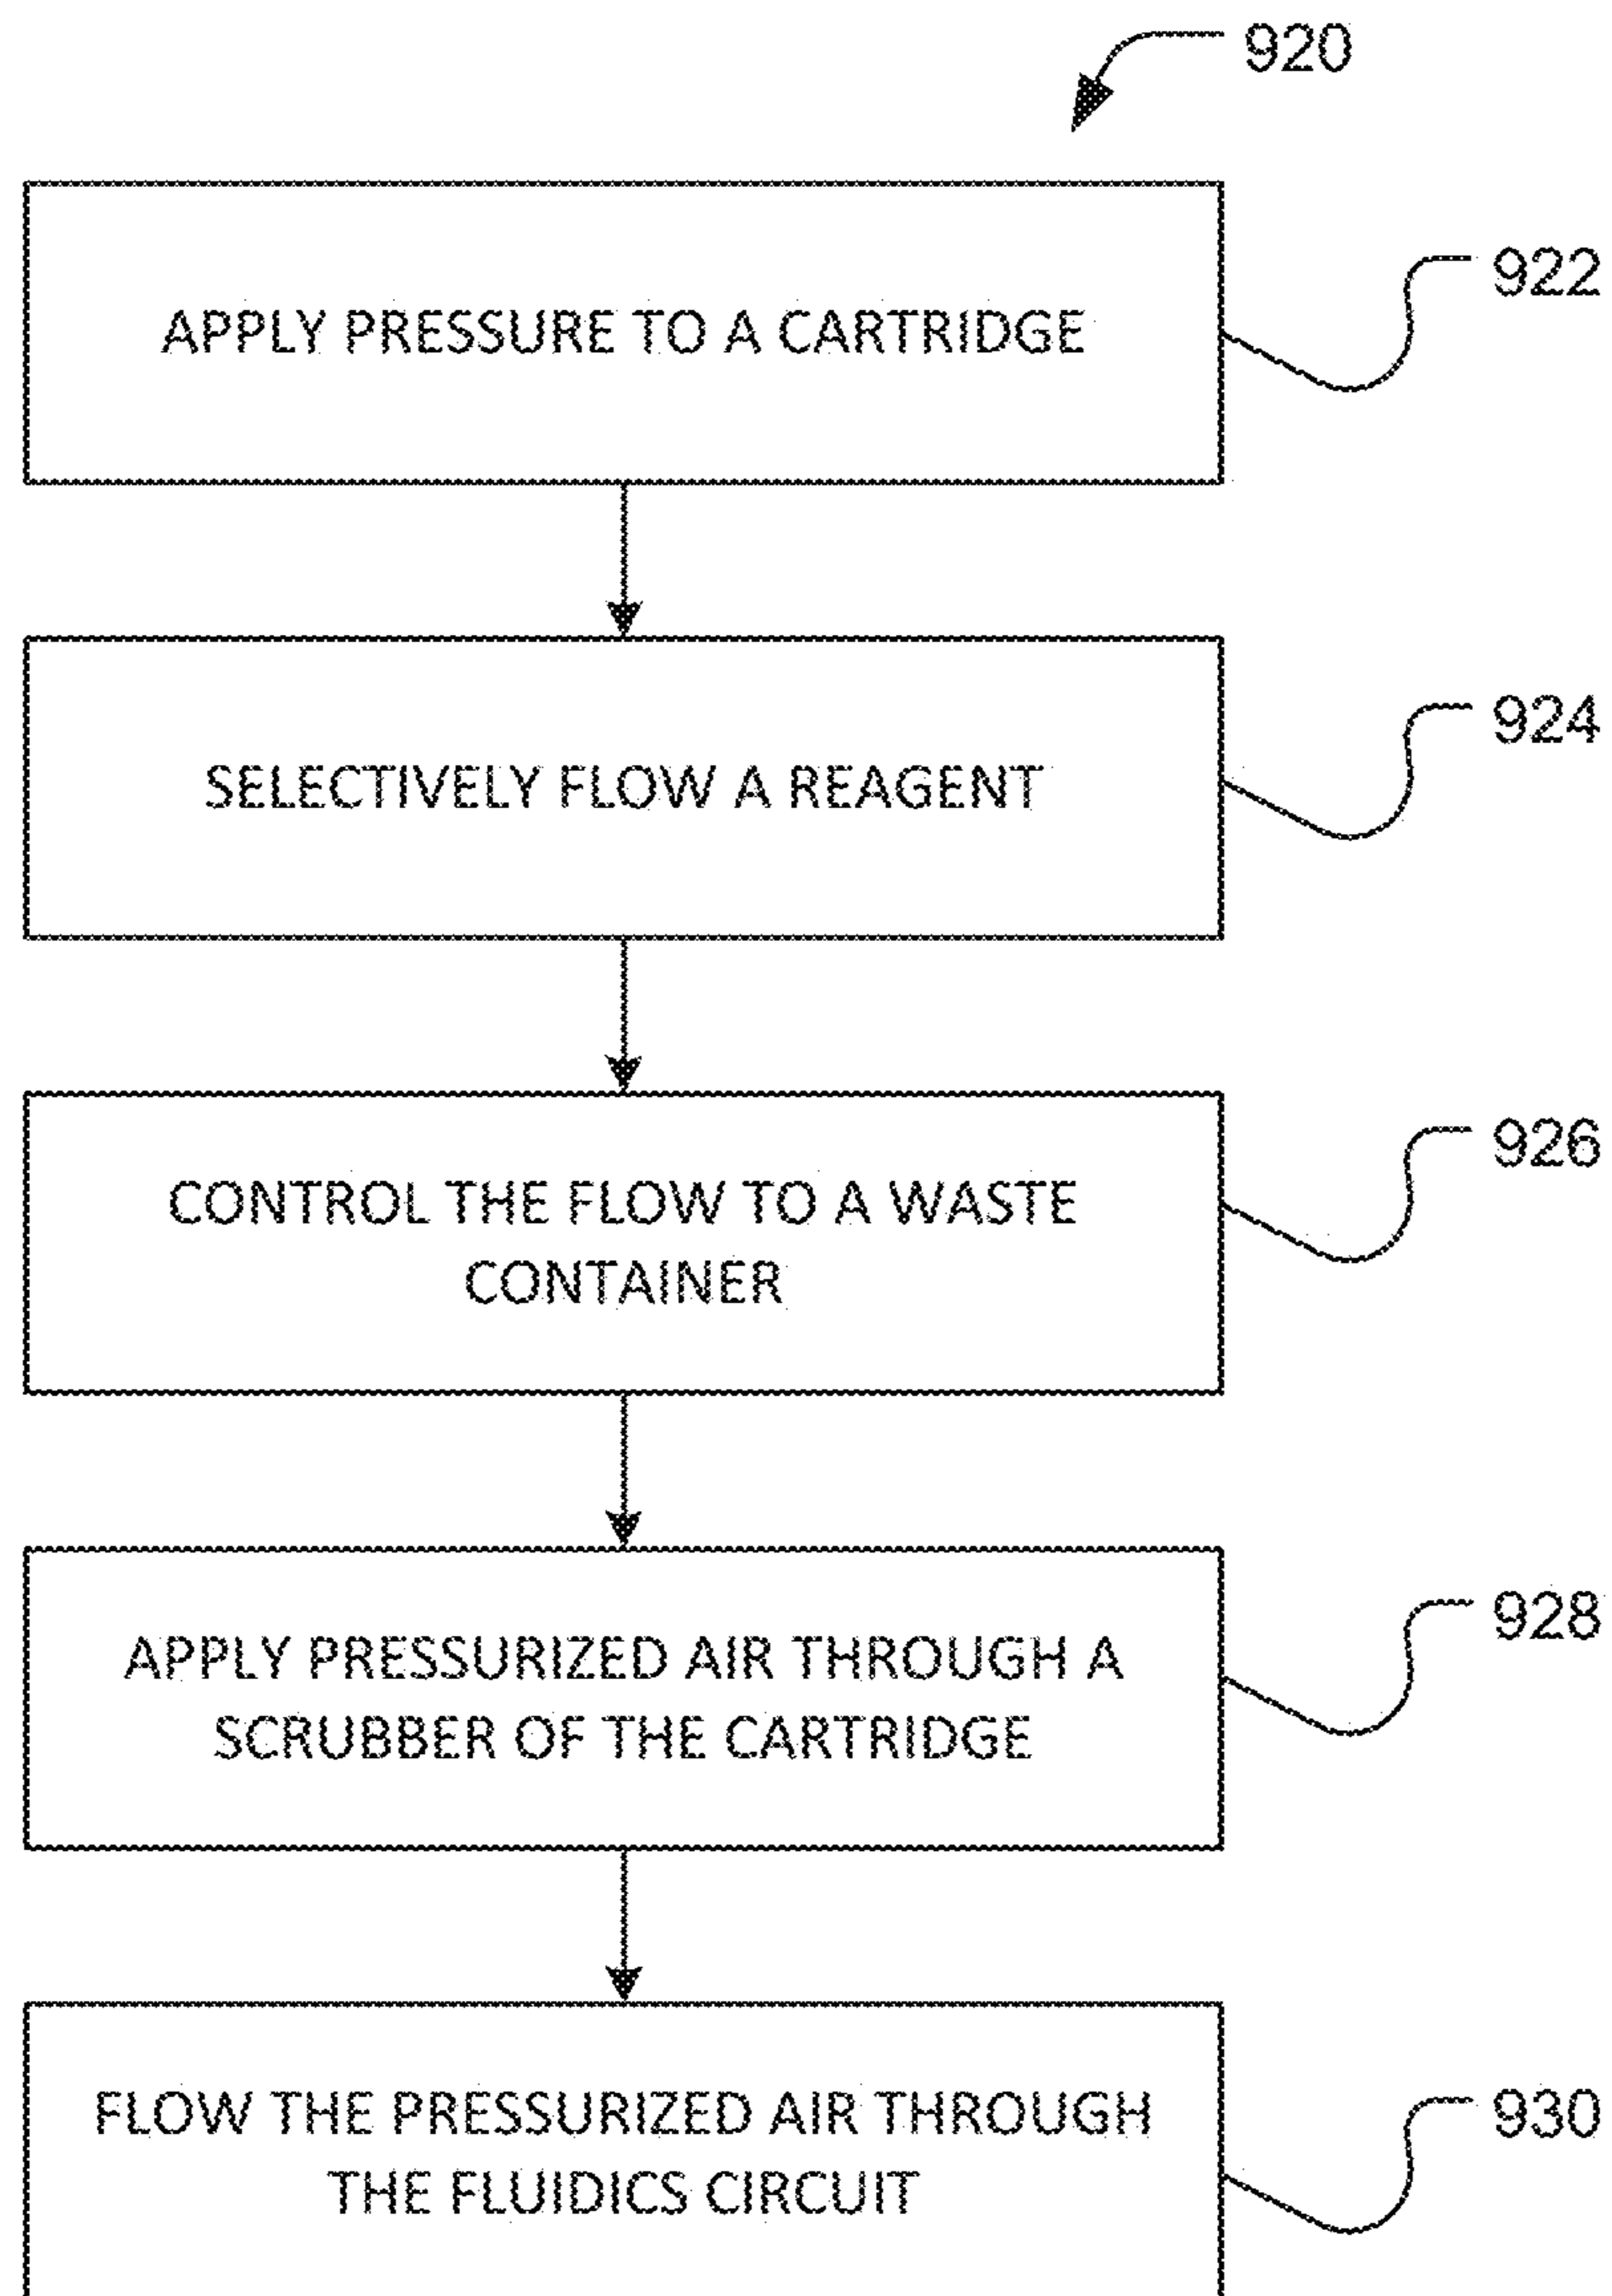 920
APPLY PRESSURE TO A CARTRIDGE
922
SELECTIVELY FLOW A REAGENT
924
CONTROL THE FLOW TO A WASTE
CONTAINER
926
APPLY PRESSURIZED AIR THROUGH A
SCRUBBER OF THE CARTRIDGE
928
FLOW THE PRESSURIZED AIR THROUGH
THE FLUIDICS CIRCUIT
930